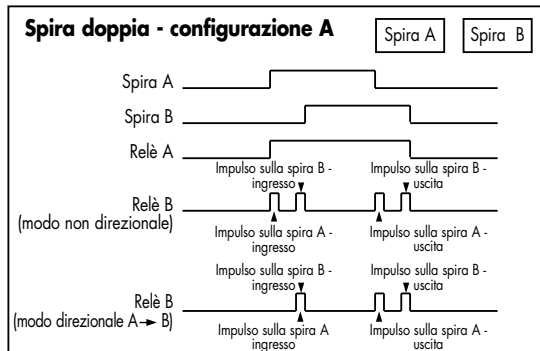 Spira doppia - configurazione A
Spira A
Spira B
Spira A
Spira B
Relè A
Impulso sulla spira B -
ingresso
Impulso sulla spira B -
uscita
Relè B
(modo non direzionale)
Impulso sulla spira A -
ingresso
Impulso sulla spira A -
uscita
Impulso sulla spira B -
ingresso
Impulso sulla spira B -
uscita
Relè B
(modo direzionale A→ B)
Impulso sulla spira A
ingresso
Impulso sulla spira A -
uscita